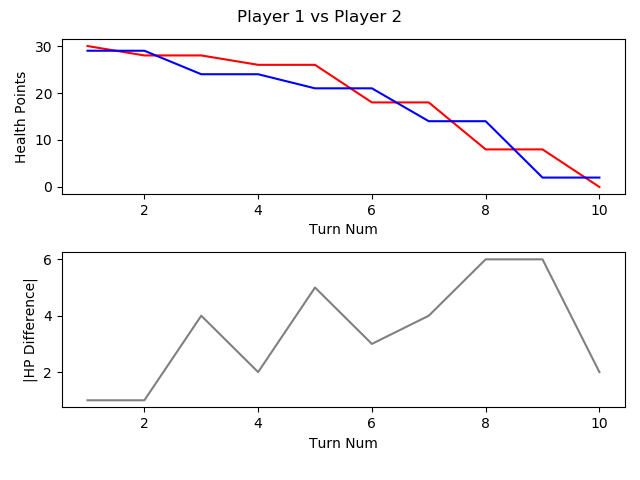 Player 1 vs Player 2
30
20
10
0
Health Points
2 4 6 8 10
Turn Num
6
4
2
|HP Difference|
2 4 6 8 10
Turn Num